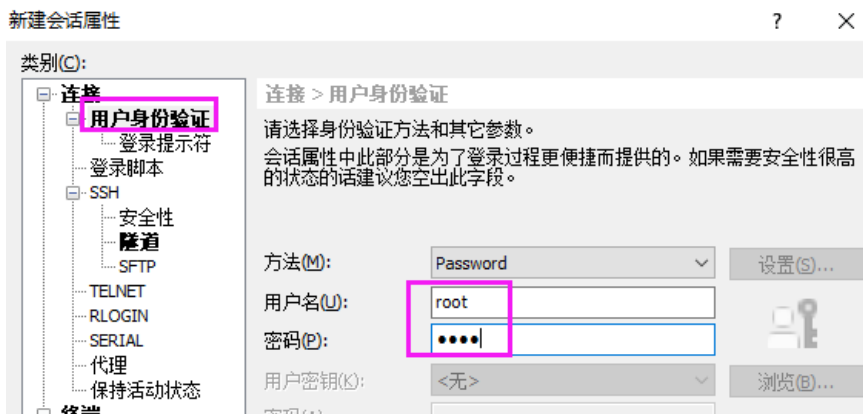 新建会话属性
?
×
类别(C):
连接
用户身份验证
登录提示符
登录脚本
SSH
安全性
隧道
SFTP
TELNET
RLOGIN
SERIAL
代理
保持活动状态
终端
连接 > 用户身份验证
请选择身份验证方法和其它参数。
会话属性中此部分是为了登录过程更便捷而提供的。如果需要安全性很高
的状态的话建议您空出此字段。
方法(M): Password 设置(S)...
用户名(U): root
密码(P): ●●●●
用户密钥(K): <无> 浏览(B)...